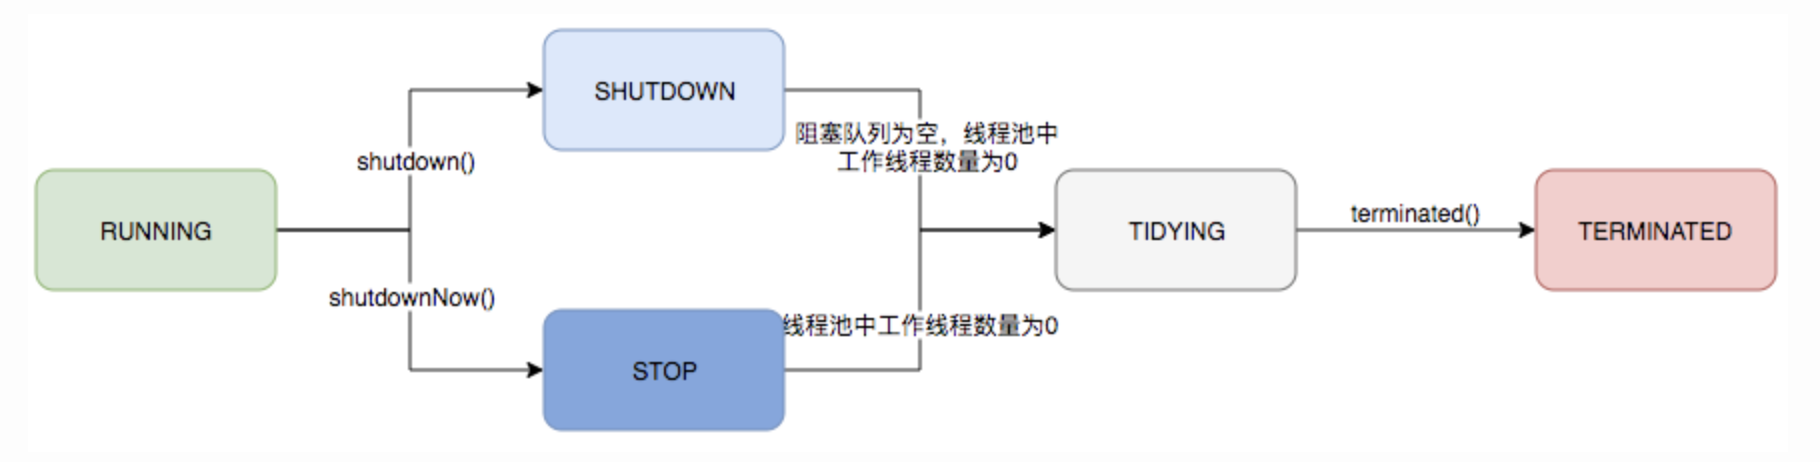 SHUTDOWN
阻塞队列为空，线程池中
工作线程数量为0
shutdown()
RUNNING
TIDYING
terminated()
TERMINATED
shutdownNow()
线程池中工作线程数量为0
STOP